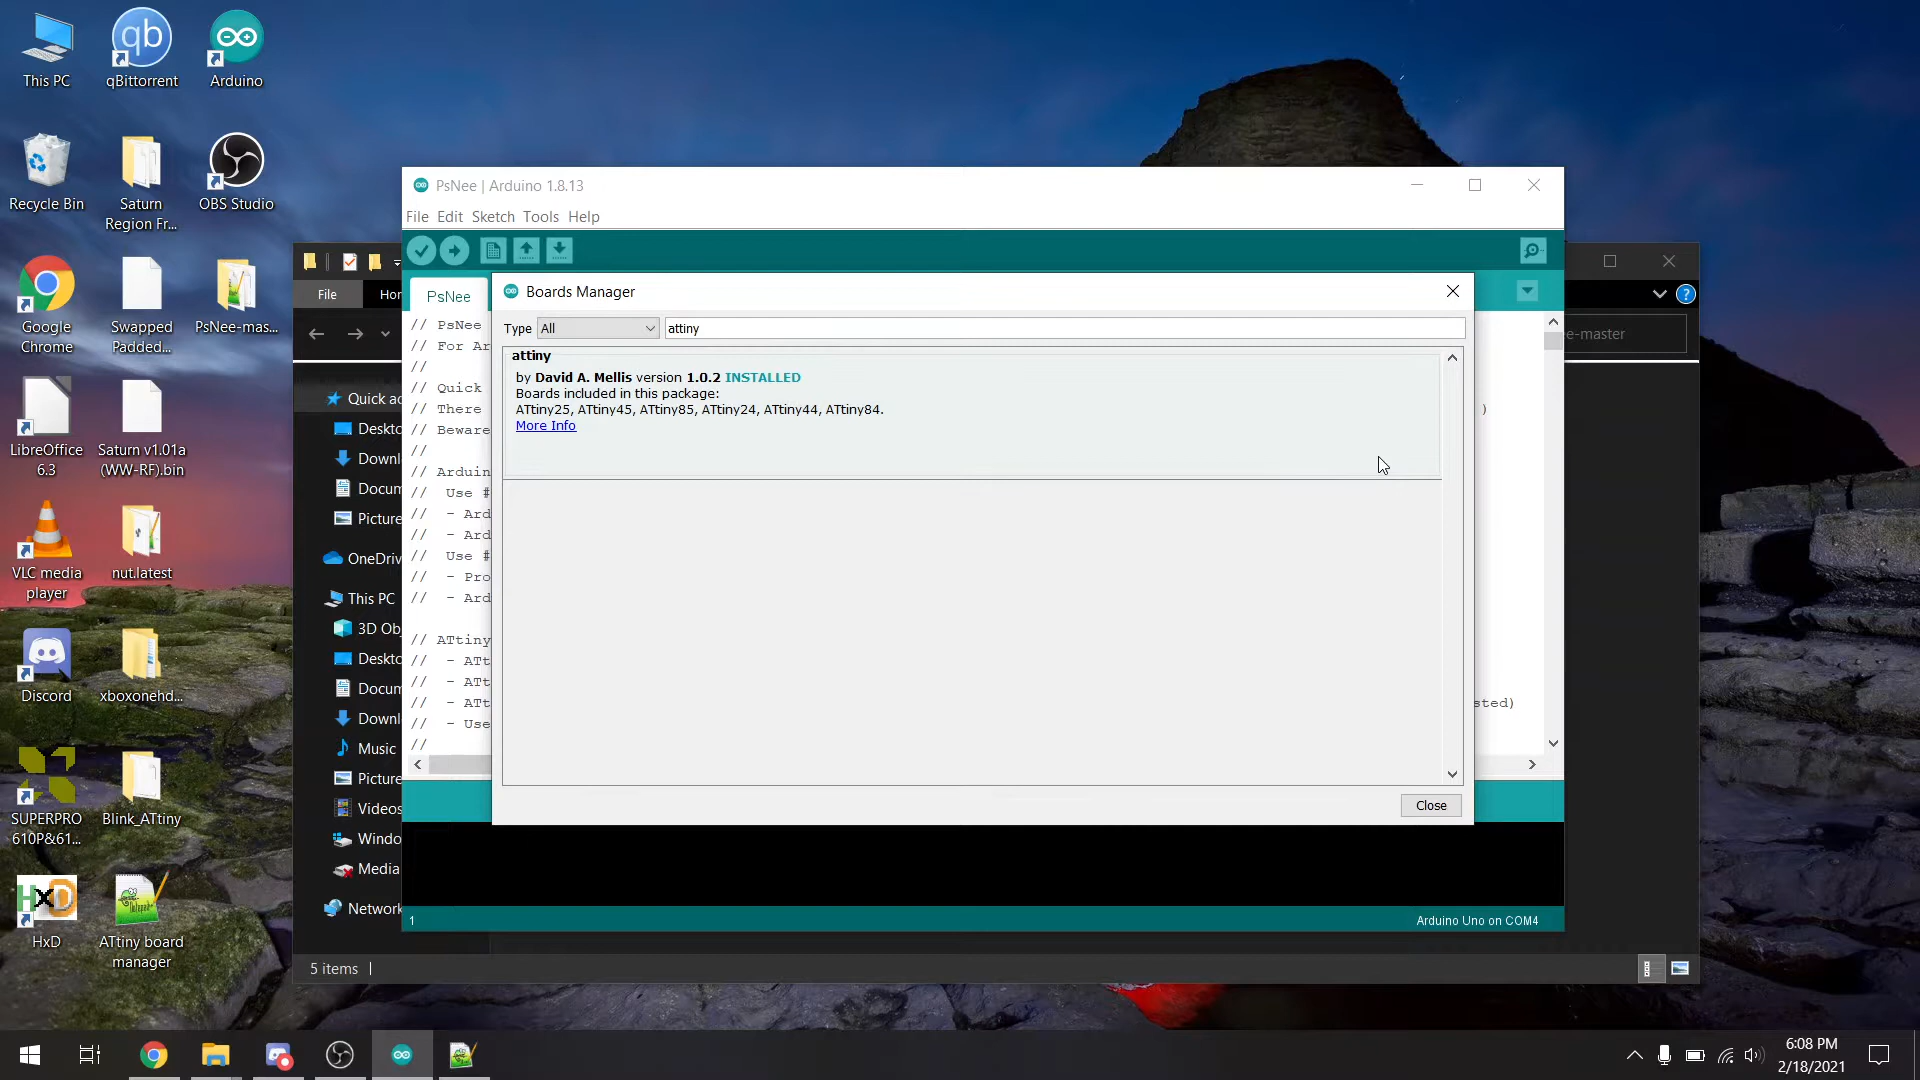 This PC
qBittorrent
Arduino
Recycle Bin
Saturn
Region Fr...
OBS Studio
Google
Chrome
Swapped
Padded...
PsNee-mas...
LibreOffice
6.3
Saturn v1.01a
(WW-RF).bin
VLC media
player
nut.latest
Discord
xboxonehd...
SUPERPRO
610P&61...
Blink_ATtiny
HxD
ATtiny board
manager
PsNee | Arduino 1.8.13
File Edit Sketch Tools Help
PsNee
// PsNee
// For Ar
//
// Quick
// There
// Beware
//
// Arduin
// Use #
// - Ard
// - Ard
// Use #
// - Pro
// - Ard
// ATtiny
// - ATt
// - ATt
// - ATt
// - Use
//
)
sted)
Boards Manager
Type All attiny
attiny
by David A. Mellis version 1.0.2 INSTALLED
Boards included in this package:
ATtiny25, ATtiny45, ATtiny85, ATtiny24, ATtiny44, ATtiny84.
More Info
Close
1
Arduino Uno on COM4
File
Hor
e-master
Quick ac
Deskto
Downl
Docum
Picture
OneDriv
This PC
3D Obj
Deskto
Docum
Downl
Music
Picture
Videos
Windo
Media
Network
5 items
6:08 PM
2/18/2021